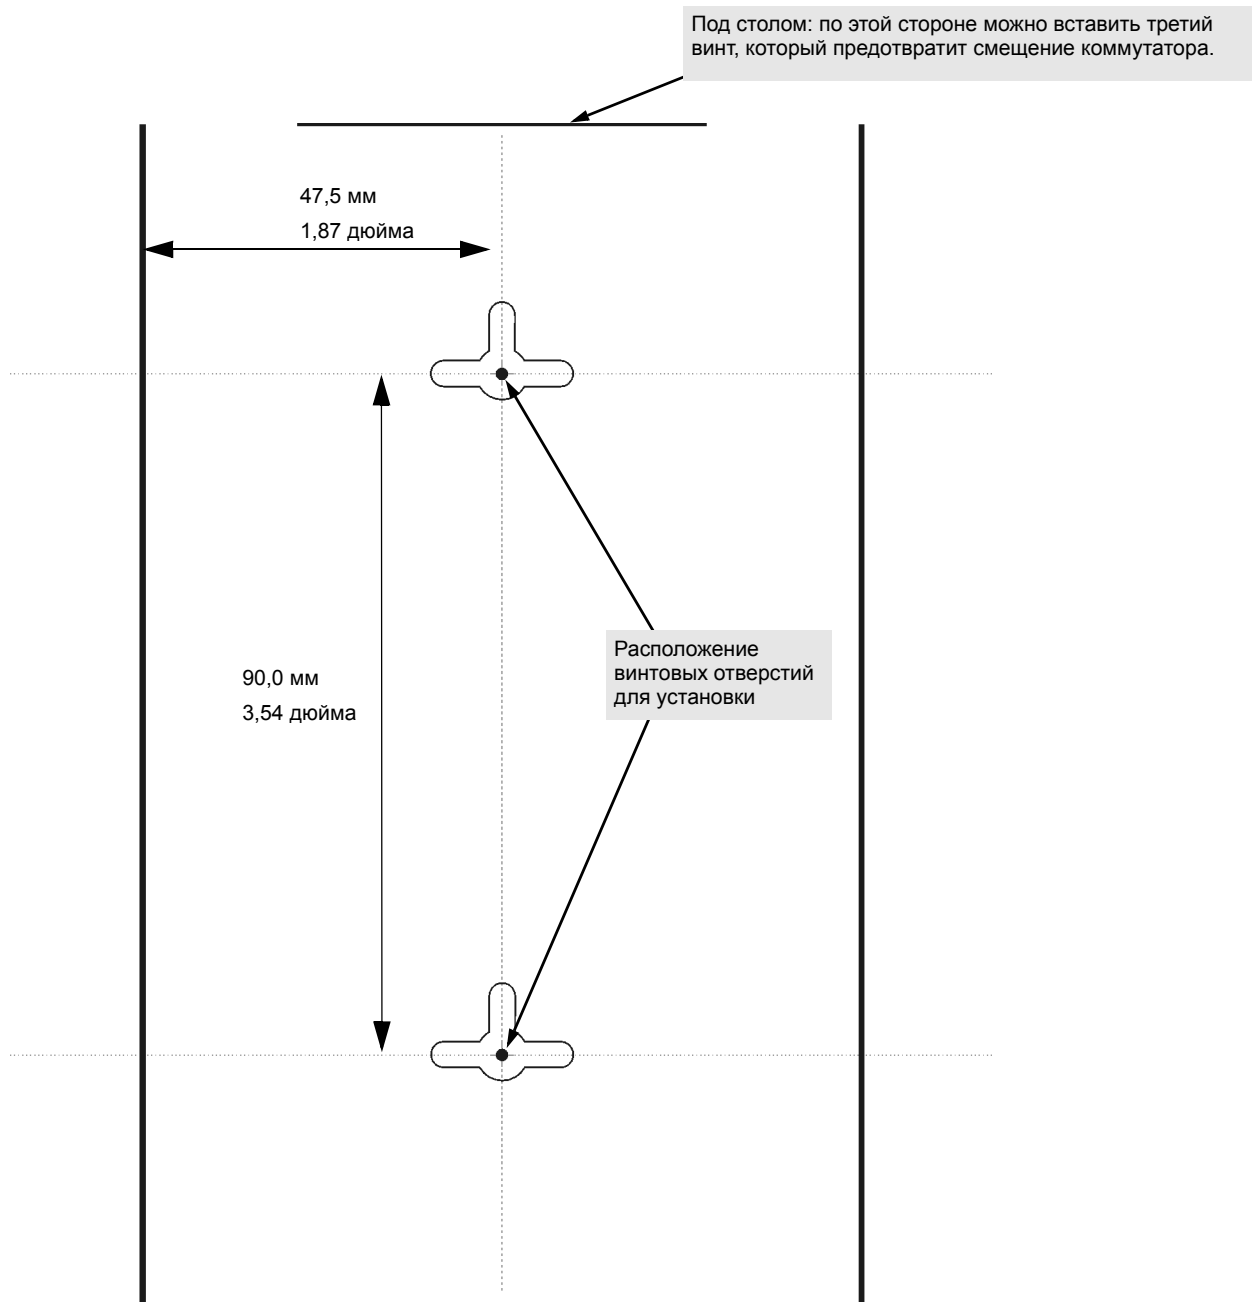 Под столом: по этой стороне можно вставить третий
винт, который предотвратит смещение коммутатора.
47,5 мм
1,87 дюйма
Расположение
винтовых отверстий
для установки
90,0 мм
3,54 дюйма